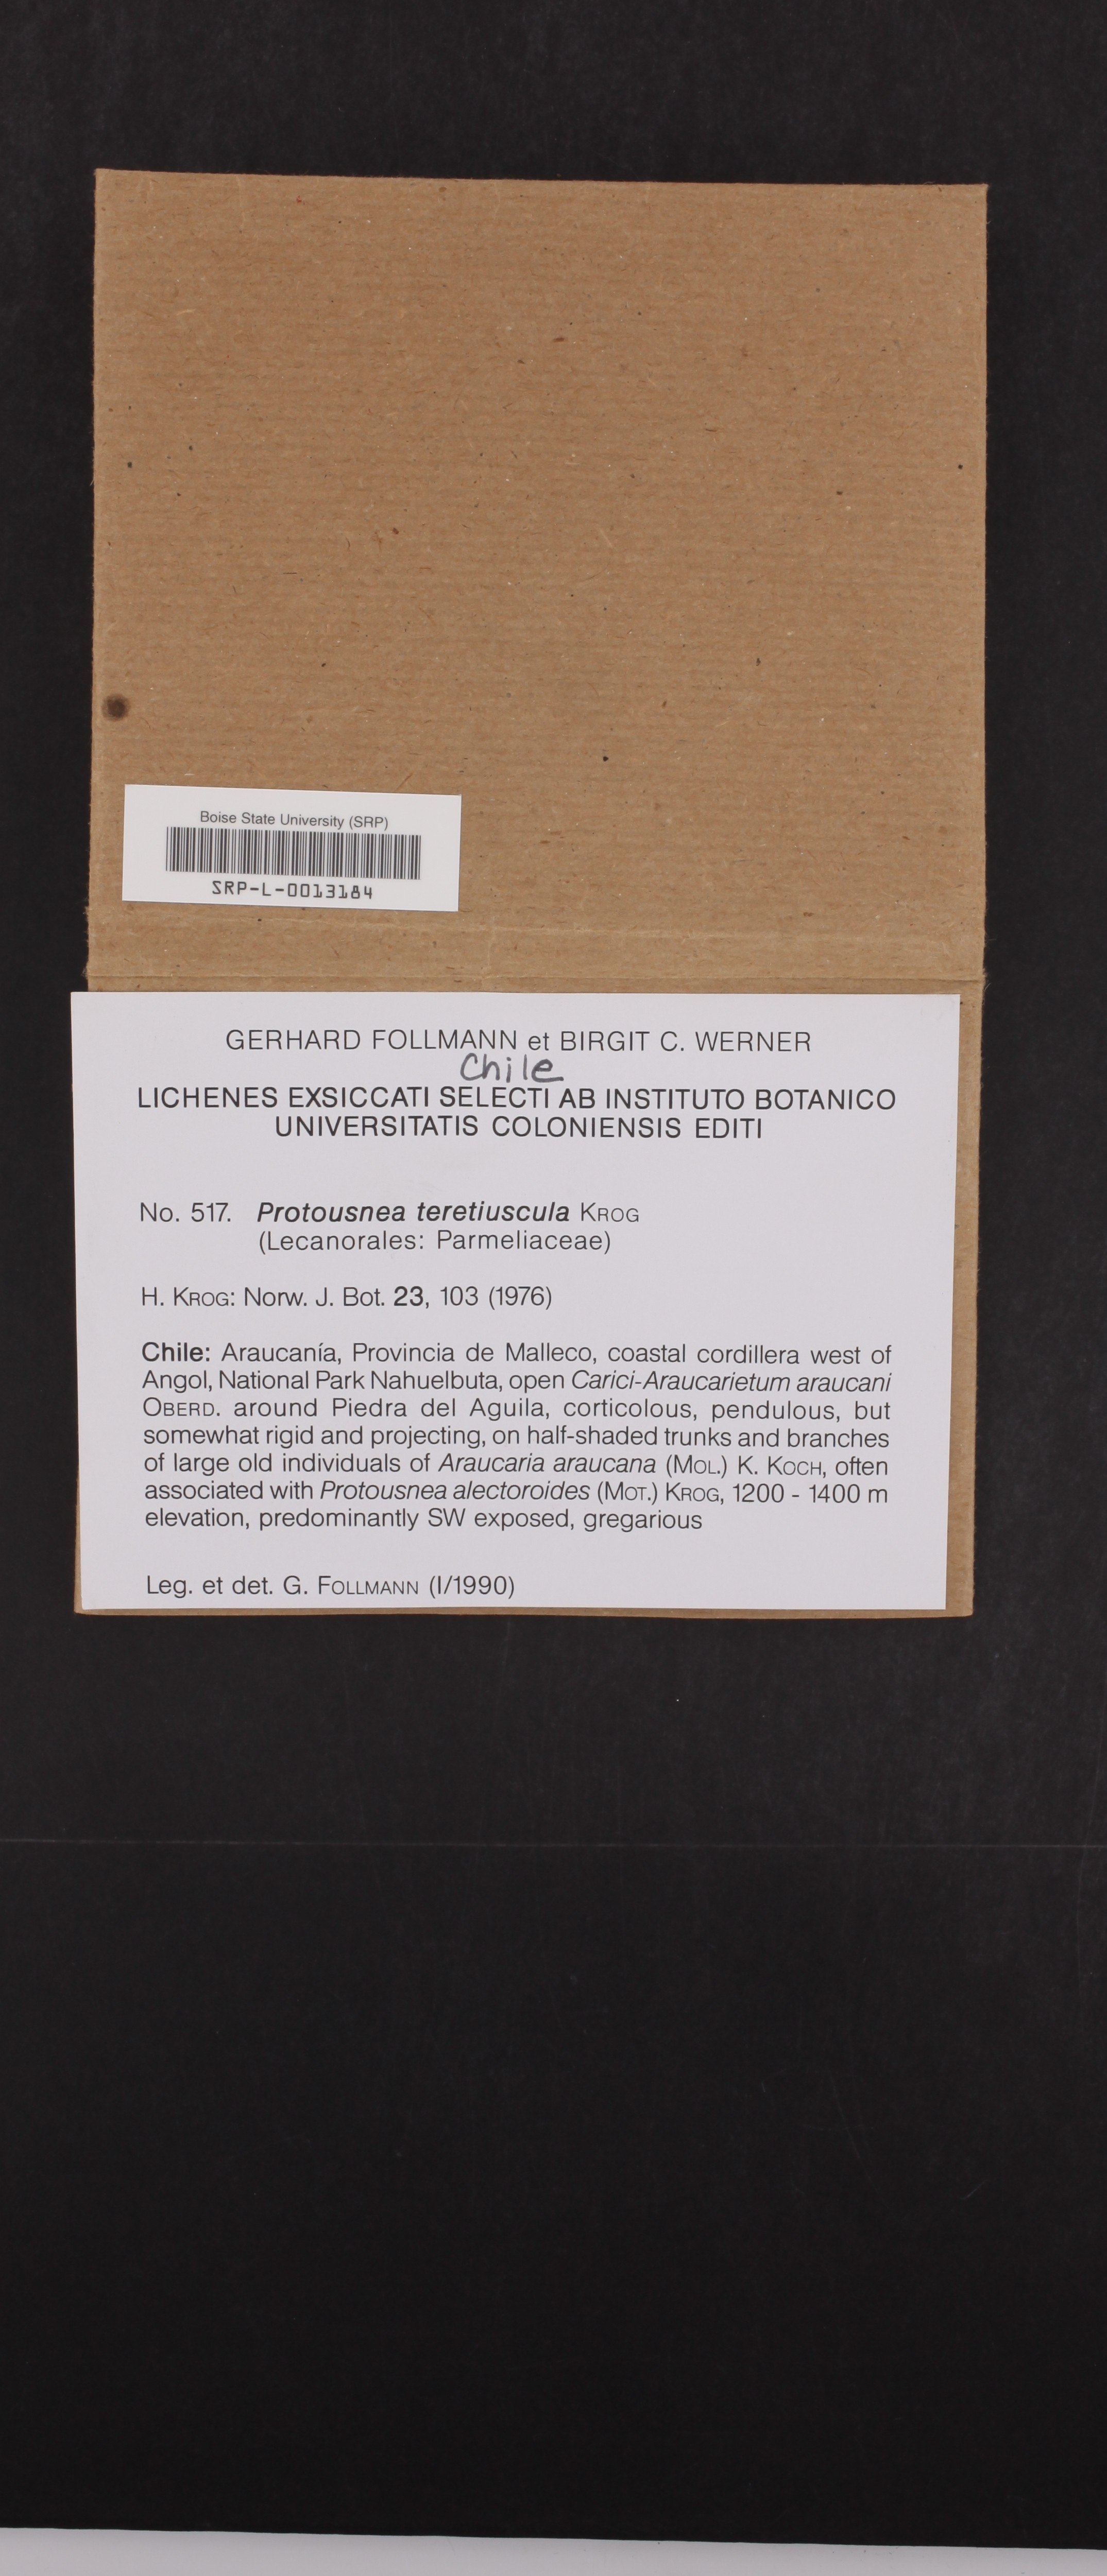 Boise State University (SRP)
SRP-L-0013184
GERHARD FOLLMANN et BIRGIT C. WERNER
Chile
LICHENES EXSICCATI SELECTI AB INSTITUTO BOTANICO
UNIVERSITATIS COLONIENSIS EDITI
No. 517. Protousnea teretiuscula KROG
(Lecanorales: Parmeliaceae)
H. KROG: Norw. J. Bot. 23, 103 (1976)
Chile: Araucanía, Provincia de Malleco, coastal cordillera west of
Angol, National Park Nahuelbuta, open Carici-Araucarietum araucani
OBERD. around Piedra del Aguila, corticolous, pendulous, but
somewhat rigid and projecting, on half-shaded trunks and branches
of large old individuals of Araucaria araucana (MOL.) K. KOCH, often
associated with Protousnea alectoroides (MOT.) KROG, 1200 - 1400 m
elevation, predominantly SW exposed, gregarious
Leg. et det. G. FOLLMANN (I/1990)